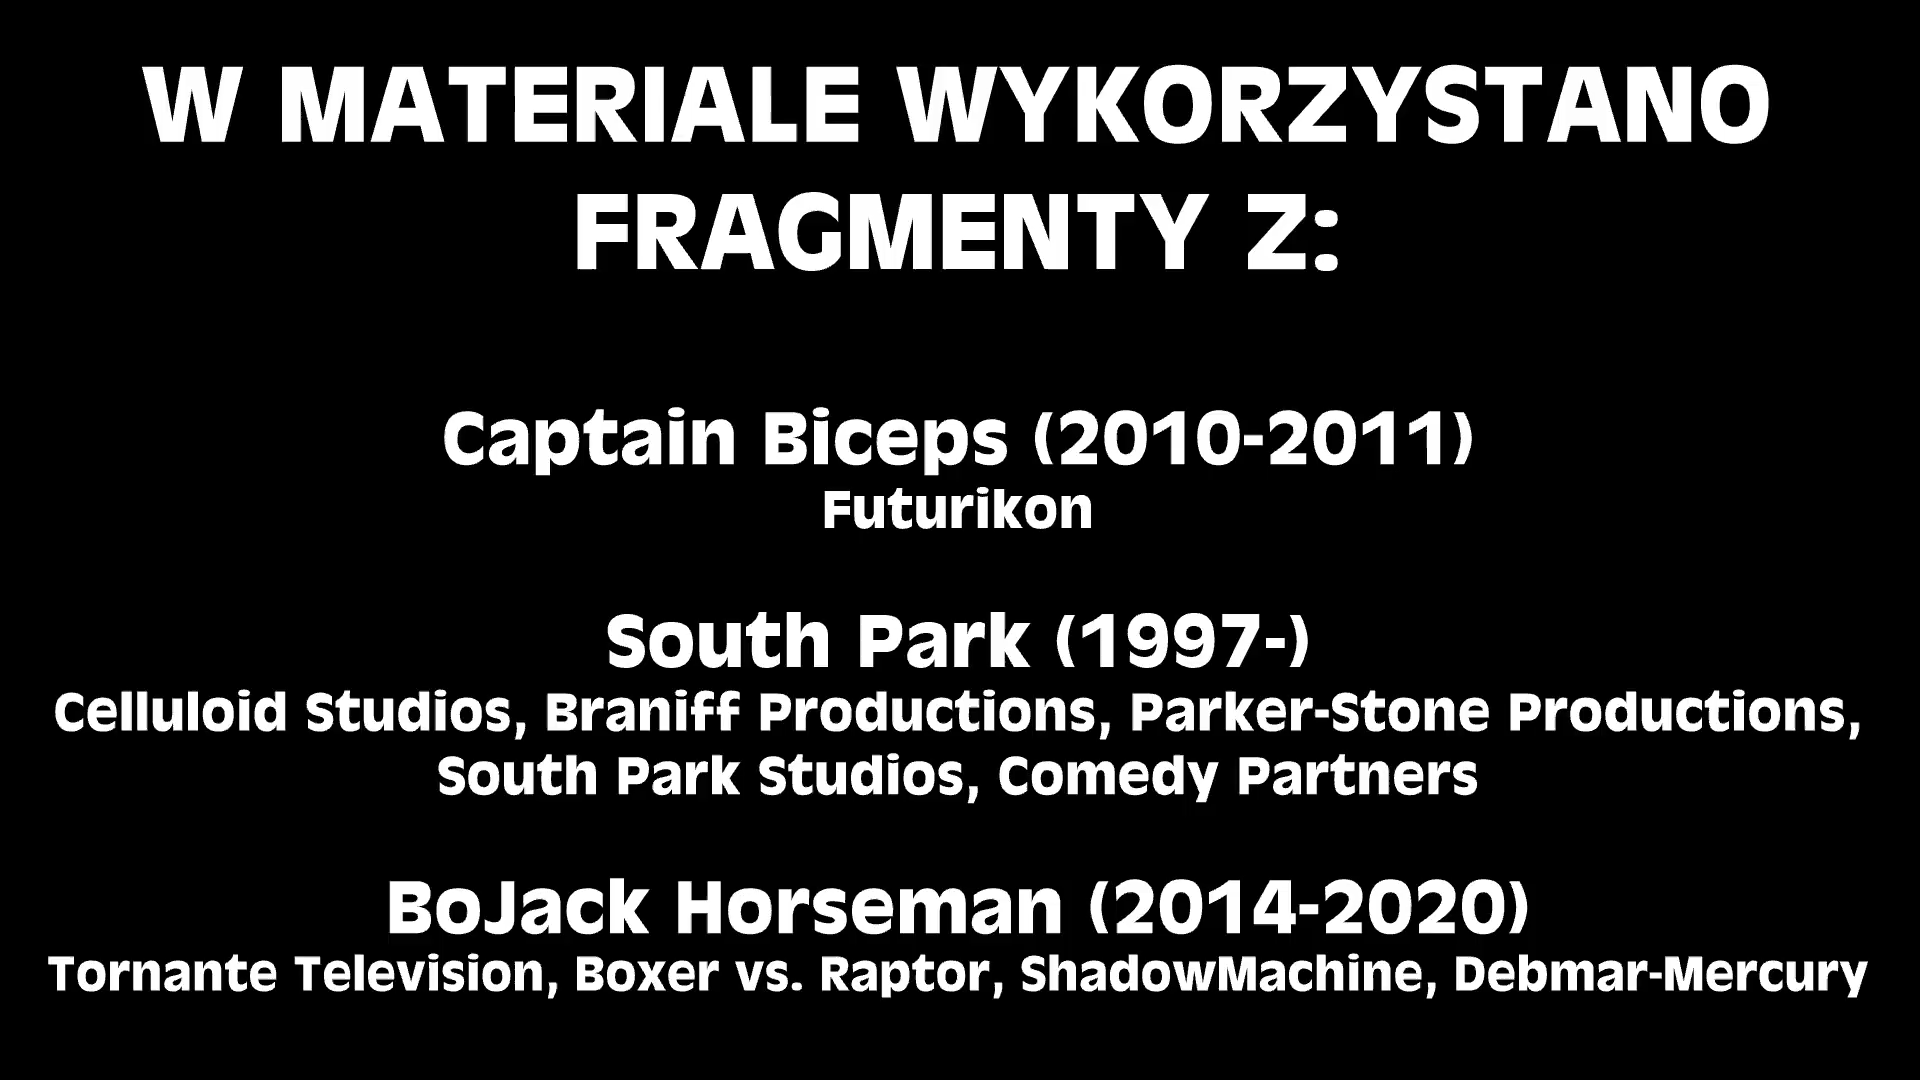 W MATERIALE WYKORZYSTANO
FRAGMENTY Z:
Captain Biceps (2010-2011)
Futurikon
South Park (1997-)
Celluloid Studios, Braniff Productions, Parker-Stone Productions,
South Park Studios, Comedy Partners
BoJack Horseman (2014-2020)
Tornante Television, Boxer vs. Raptor, ShadowMachine, Debmar-Mercury